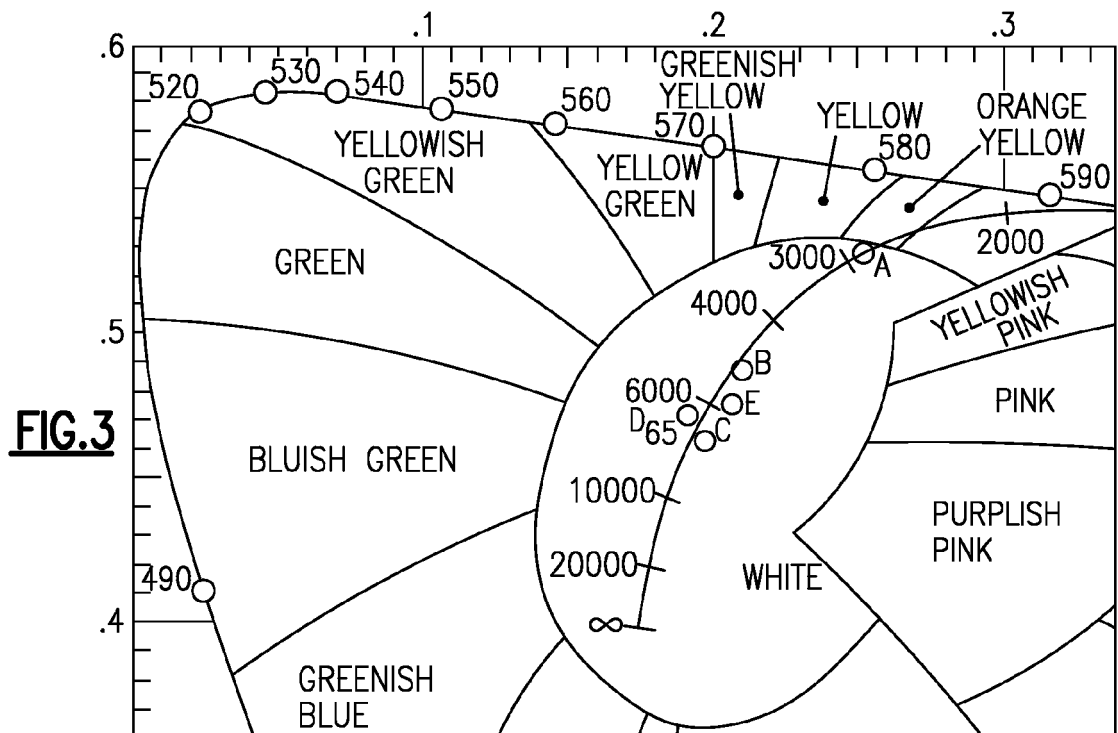 .1
.2
.3
.6
520
530
540
550
560
570
580
590
GREENISH
YELLOW
YELLOW
ORANGE
YELLOW
YELLOWISH
GREEN
YELLOW
GREEN
GREEN
2000
3000
A
4000
YELLOWISH
PINK
.5
B
6000
E
D65
C
PINK
FIG.3
BLUISH GREEN
10000
PURPLISH
PINK
20000
WHITE
490
.4
∞
GREENISH
BLUE